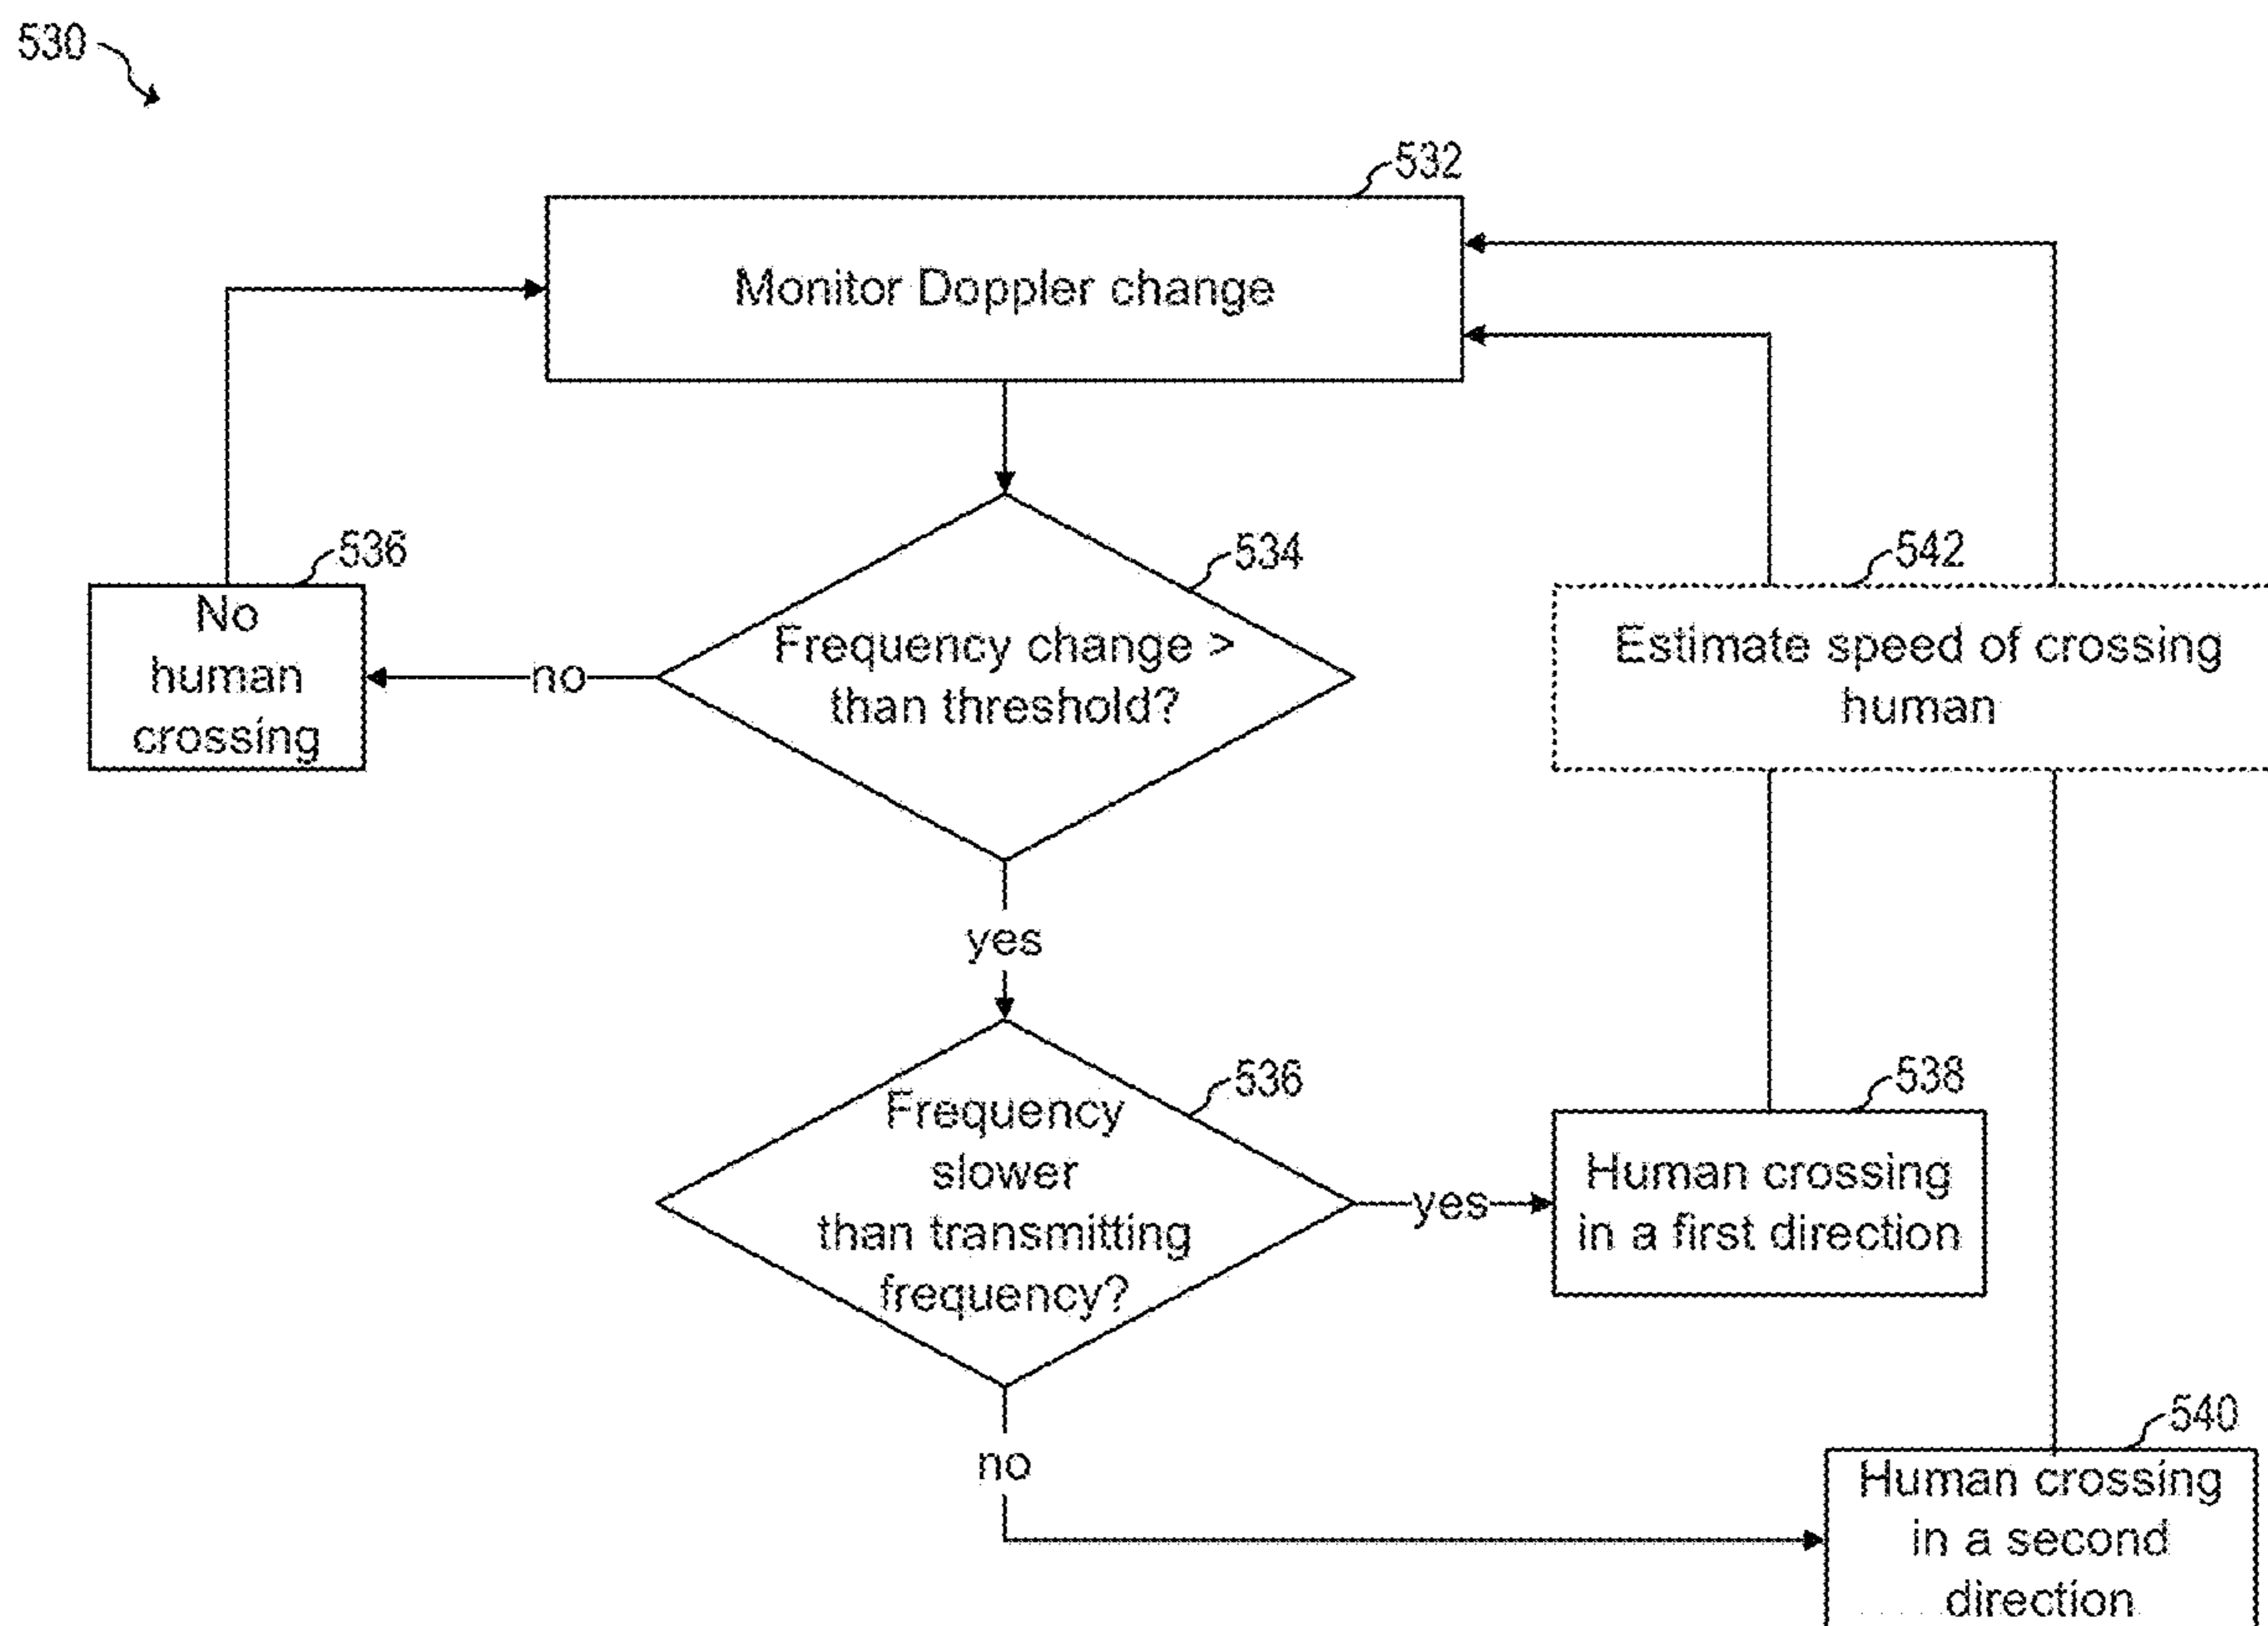 530
532
Monitor Doppler change
536
No
human
crossing
no
534
Frequency change >
than threshold?
542
Estimate speed of crossing
human
yes
536
Frequency
slower
than transmitting
frequency?
yes
538
Human crossing
in a first direction
no
540
Human crossing
in a second
direction